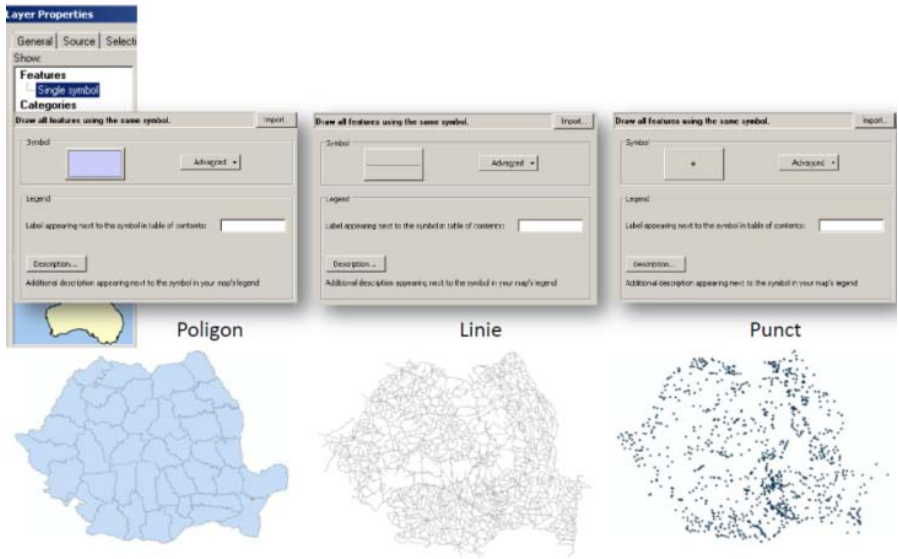 Layer Properties
General Source Selecti
Show:
Features
Single symbol
Categories
Draw all features using the same symbol. Import...
Symbol
Advanced
Legend
Label appearing next to the symbol in table of contents:
Description...
Additional description appearing next to the symbol in your map's legend
Draw all features using the same symbol. Import...
Symbol
Advanced
Legend
Label appearing next to the symbol in table of contents:
Description...
Additional description appearing next to the symbol in your map's legend
Draw all features using the same symbol. Import...
Symbol
Advanced
Legend
Label appearing next to the symbol in table of contents:
Description...
Additional description appearing next to the symbol in your map's legend
Poligon
Linie
Punct